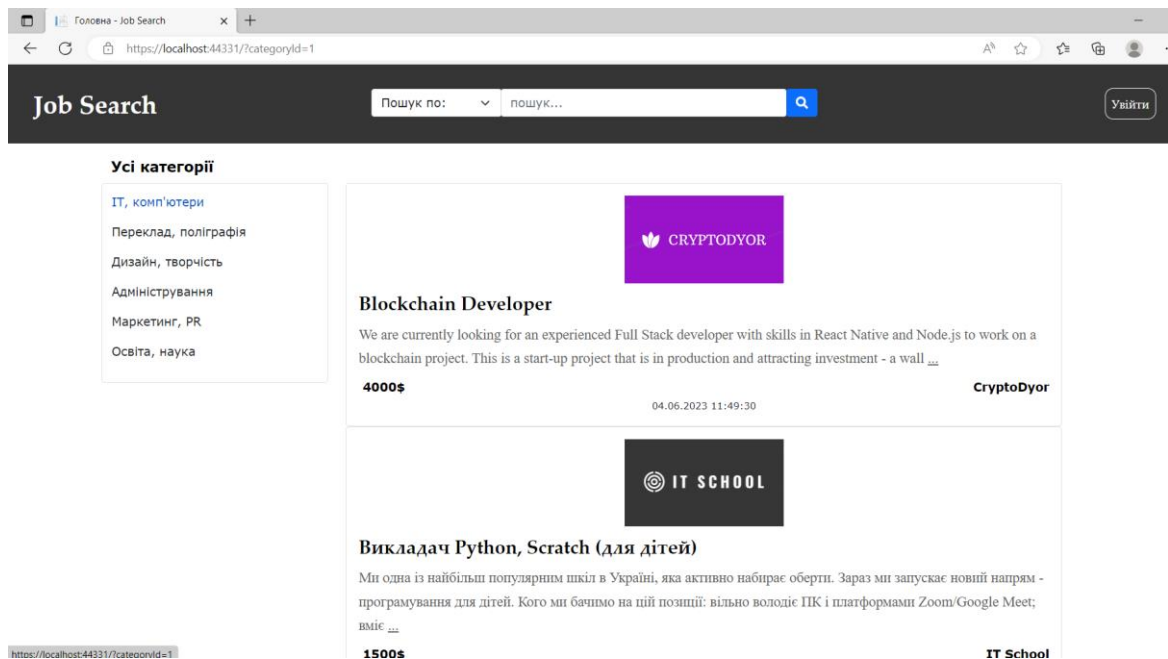 Головна - Job Search
https://localhost:44331/?categoryId=1
Job Search
Пошук по:
пошук...
Увійти
Усі категорії
IT, комп'ютери
Переклад, поліграфія
Дизайн, творчість
Адміністрування
Маркетинг, PR
Освіта, наука
CRYPTODYOR
Blockchain Developer
We are currently looking for an experienced Full Stack developer with skills in React Native and Node.js to work on a
blockchain project. This is a start-up project that is in production and attracting investment - a wall ...
4000$
CryptoDyor
04.06.2023 11:49:30
IT SCHOOL
Викладач Python, Scratch (для дітей)
Ми одна із найбільш популярним шкіл в Україні, яка активно набирає оберти. Зараз ми запускає новий напрям -
програмування для дітей. Кого ми бачимо на цій позиції: вільно володіє ПК і платформами Zoom/Google Meet;
вміє ...
1500$
IT School
https://localhost:44331/?categoryId=1